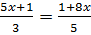 (5x+1)/3 = (1+8x)/5